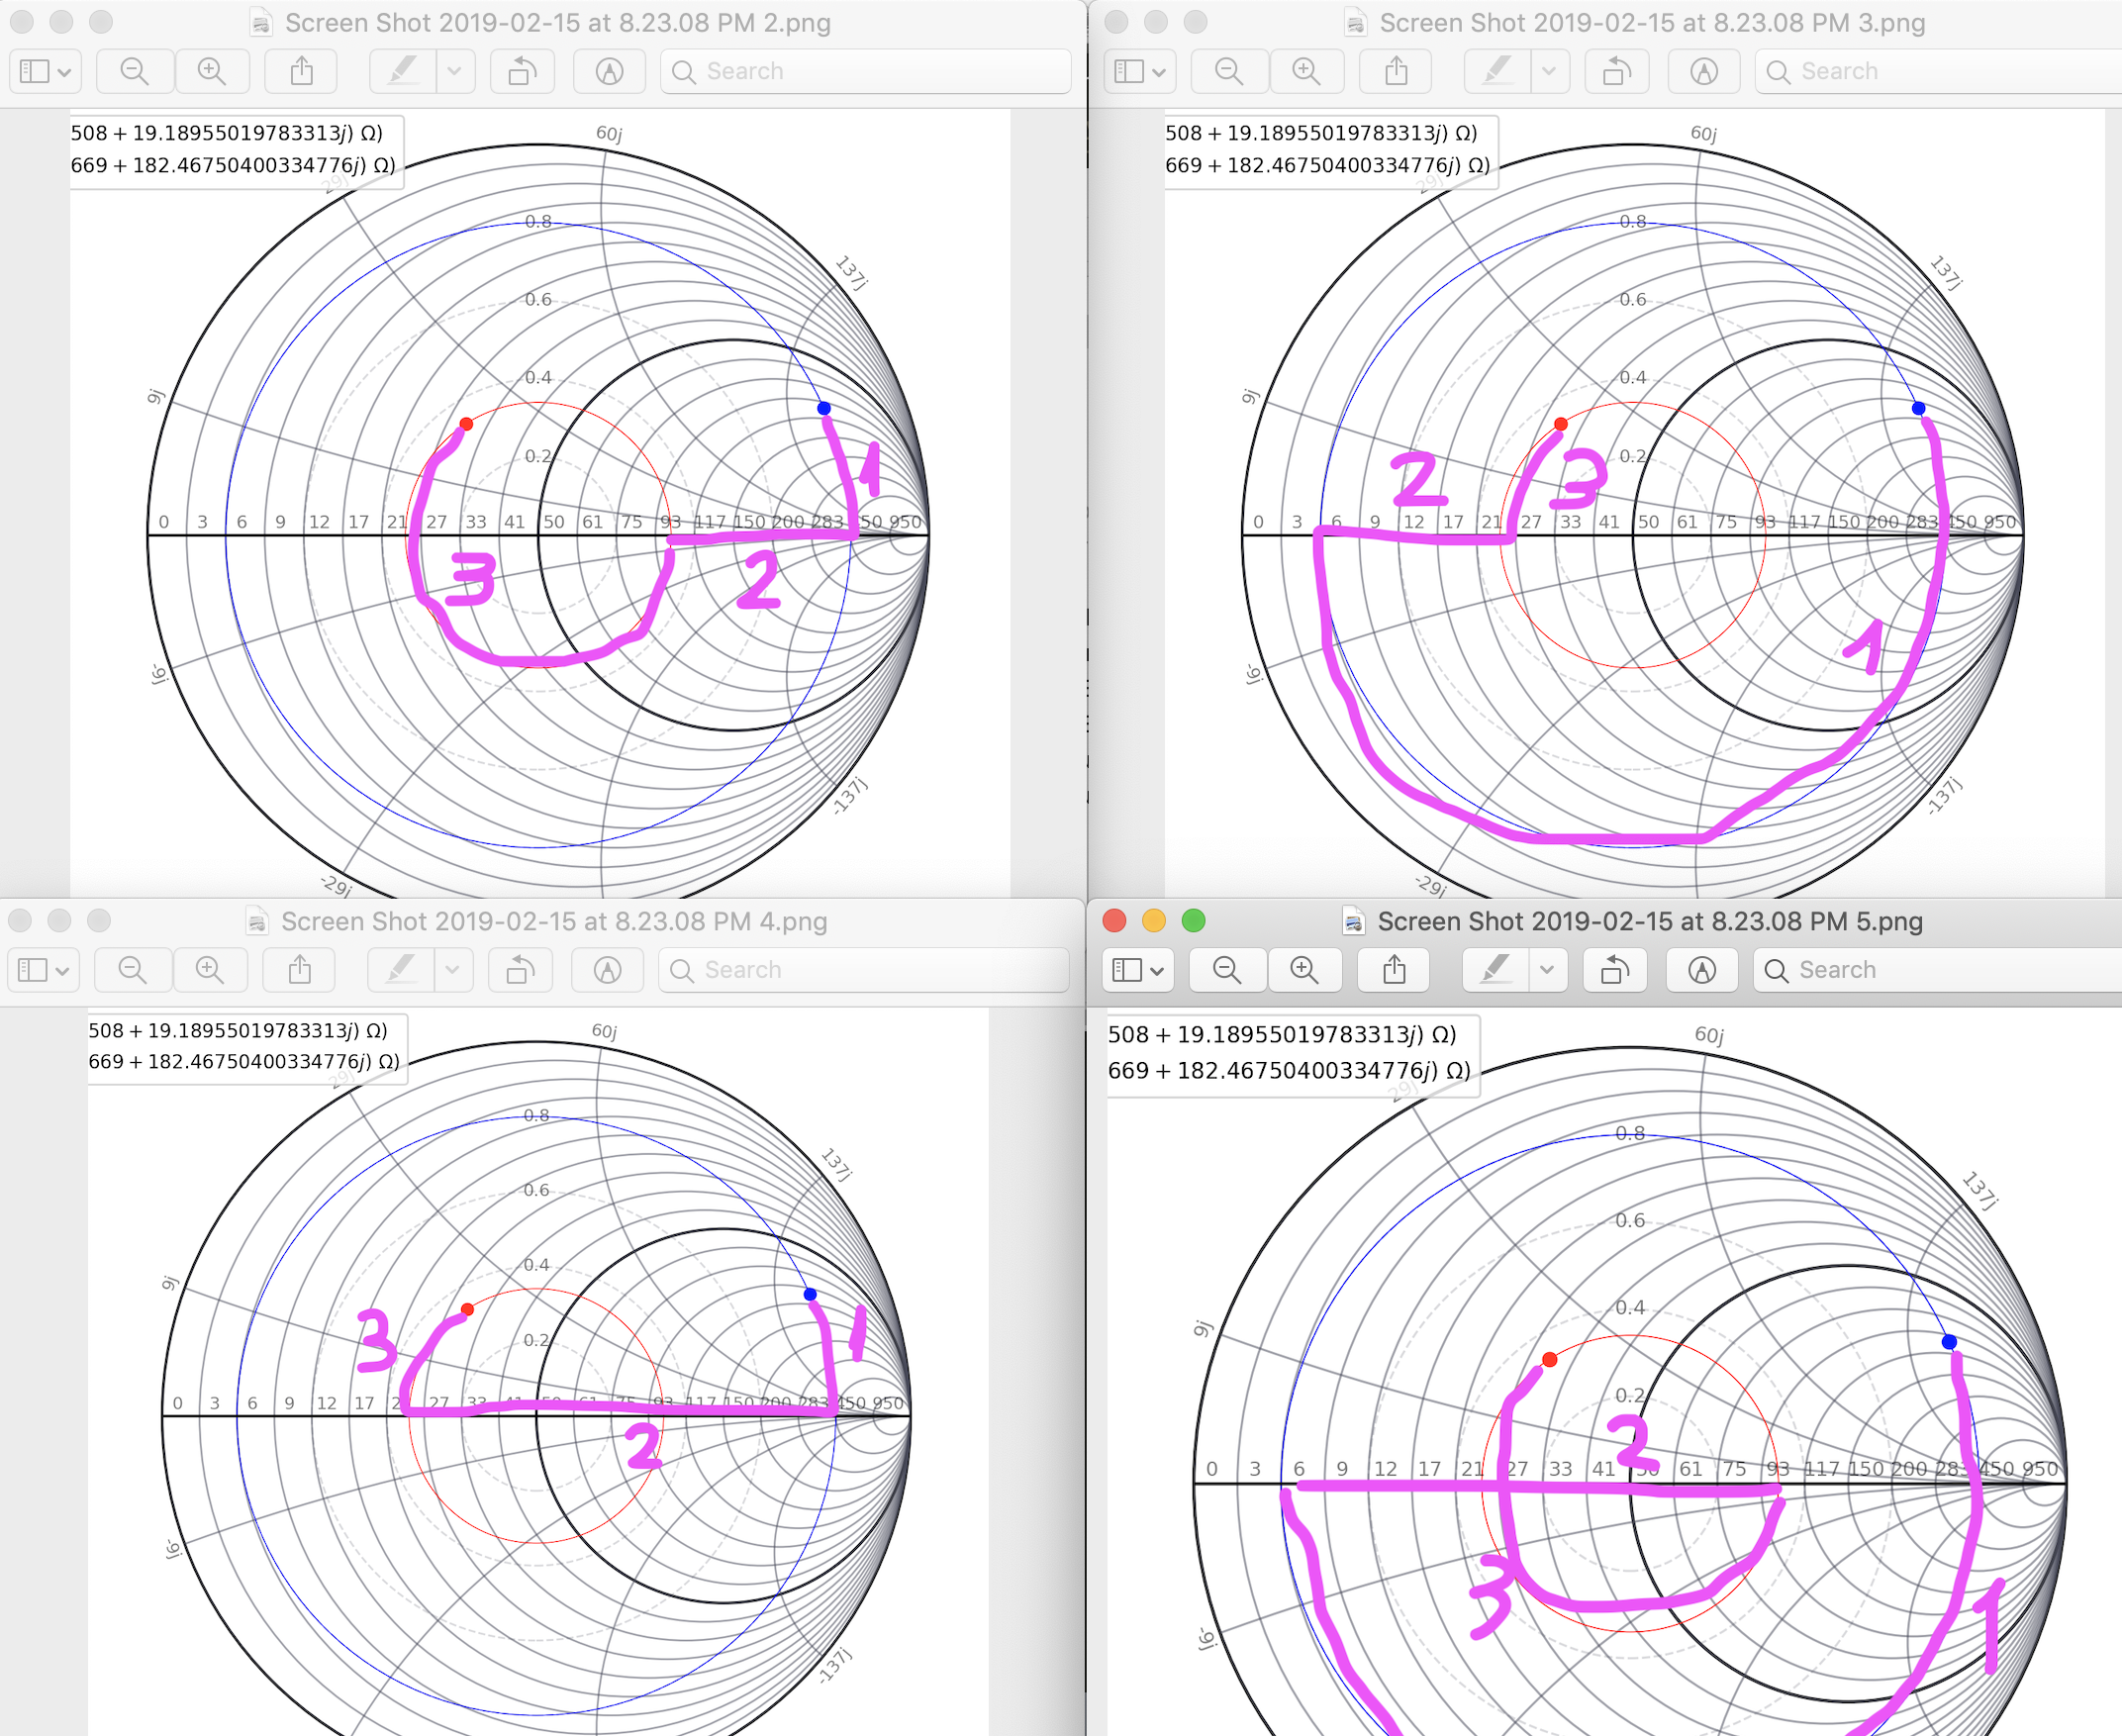 Screen Shot 2019-02-15 at 8.23.08 PM 2.png
Search
508 + 19.18955019783313j) Ω)
669 + 182.46750400334776j) Ω)
60j
29j
137j
0.8
0.6
0.4
9j
0.2
1
0 3 6 9 12 17 21 27 33 41 50 61 75 93 117 150 200 283 450 950
3
2
-9j
-137j
-29j
Screen Shot 2019-02-15 at 8.23.08 PM 3.png
Search
508 + 19.18955019783313j) Ω)
669 + 182.46750400334776j) Ω)
60j
29j
137j
0.8
0.6
0.4
9j
0.2
2
3
0 3 6 9 12 17 21 27 33 41 50 61 75 93 117 150 200 283 450 950
1
-9j
-137j
-29j
Screen Shot 2019-02-15 at 8.23.08 PM 4.png
Search
508 + 19.18955019783313j) Ω)
669 + 182.46750400334776j) Ω)
60j
29j
137j
0.8
0.6
0.4
9j
0.2
3
1
0 3 6 9 12 17 27 33 41 50 61 75 93 117 150 200 283 450 950
2
-9j
-137j
Screen Shot 2019-02-15 at 8.23.08 PM 5.png
Search
508 + 19.18955019783313j) Ω)
669 + 182.46750400334776j) Ω)
60j
29j
137j
0.8
0.6
0.4
9j
0.2
2
0 3 6 9 12 17 21 27 33 41 50 61 75 93 117 150 200 283 450 950
3
1
-9j